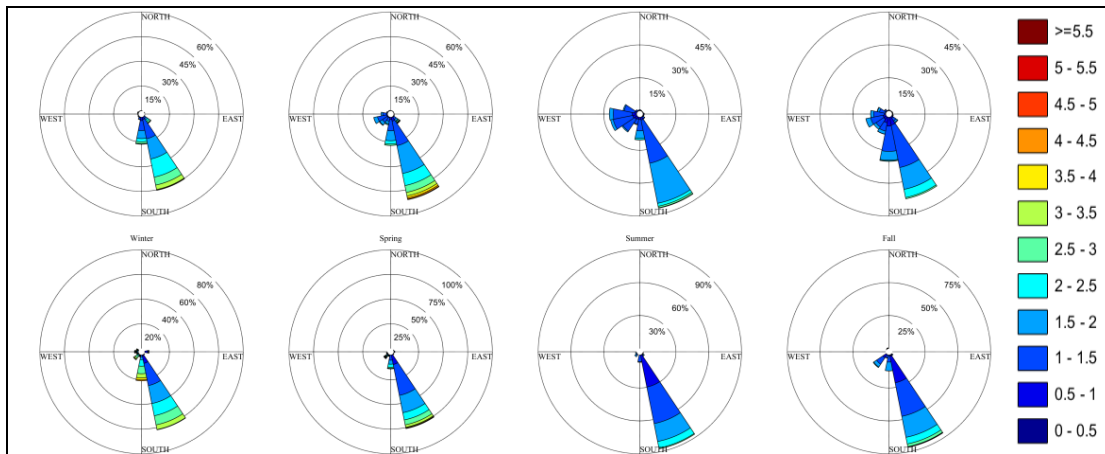 NORTH NORTH NORTH NORTH
60% 60% 45% 45%
45% 45% 30% 30%
30% 30% 15% 15%
15% 15%
WEST EAST WEST EAST WEST EAST WEST EAST
SOUTH SOUTH SOUTH SOUTH
Winter Spring Summer Fall
NORTH NORTH NORTH NORTH
80% 100% 90% 75%
60% 75% 60% 50%
40% 50% 30% 25%
20% 25%
WEST EAST WEST EAST WEST EAST WEST EAST
SOUTH SOUTH SOUTH SOUTH
>=5.5
5 - 5.5
4.5 - 5
4 - 4.5
3.5 - 4
3 - 3.5
2.5 - 3
2 - 2.5
1.5 - 2
1 - 1.5
0.5 - 1
0 - 0.5